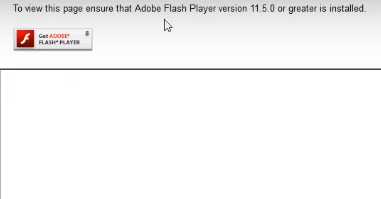 To view this page ensure that Adobe Flash Player version 11.5.0 or greater is installed.
Get ADOBE®
FLASH® PLAYER